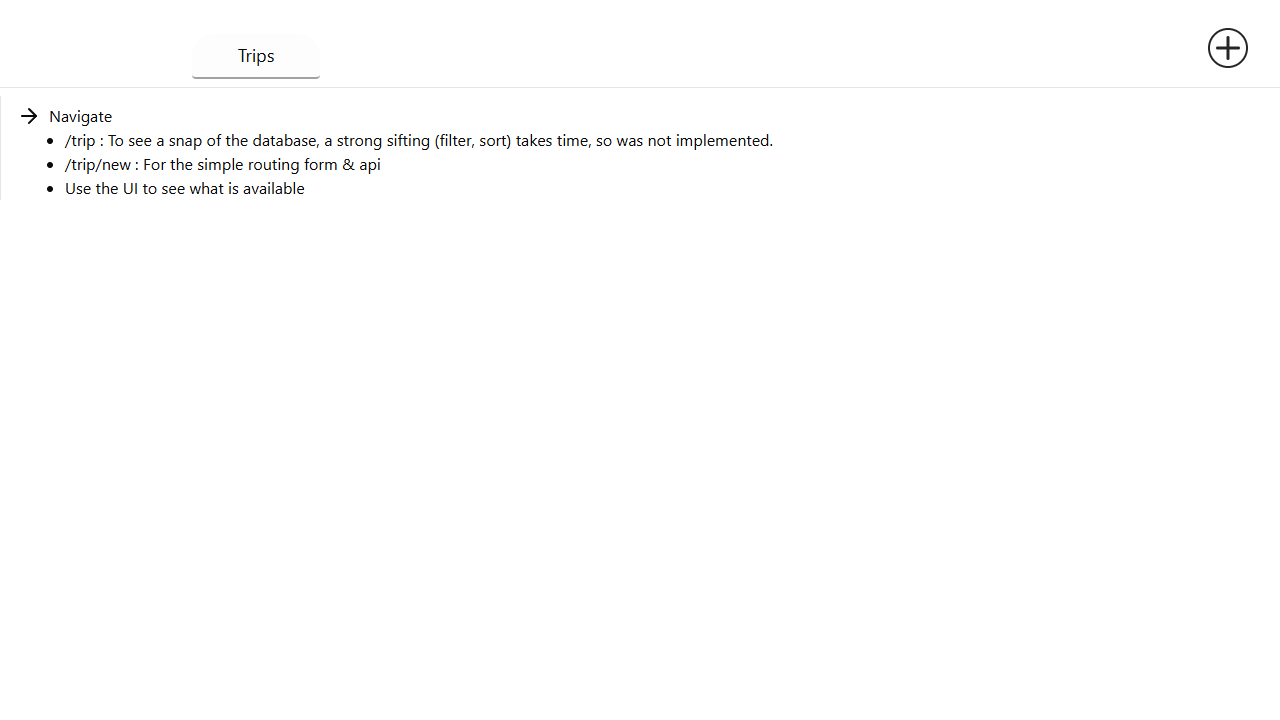 Trips
Navigate
/trip : To see a snap of the database, a strong sifting (filter, sort) takes time, so was not implemented.
/trip/new : For the simple routing form & api
Use the UI to see what is available